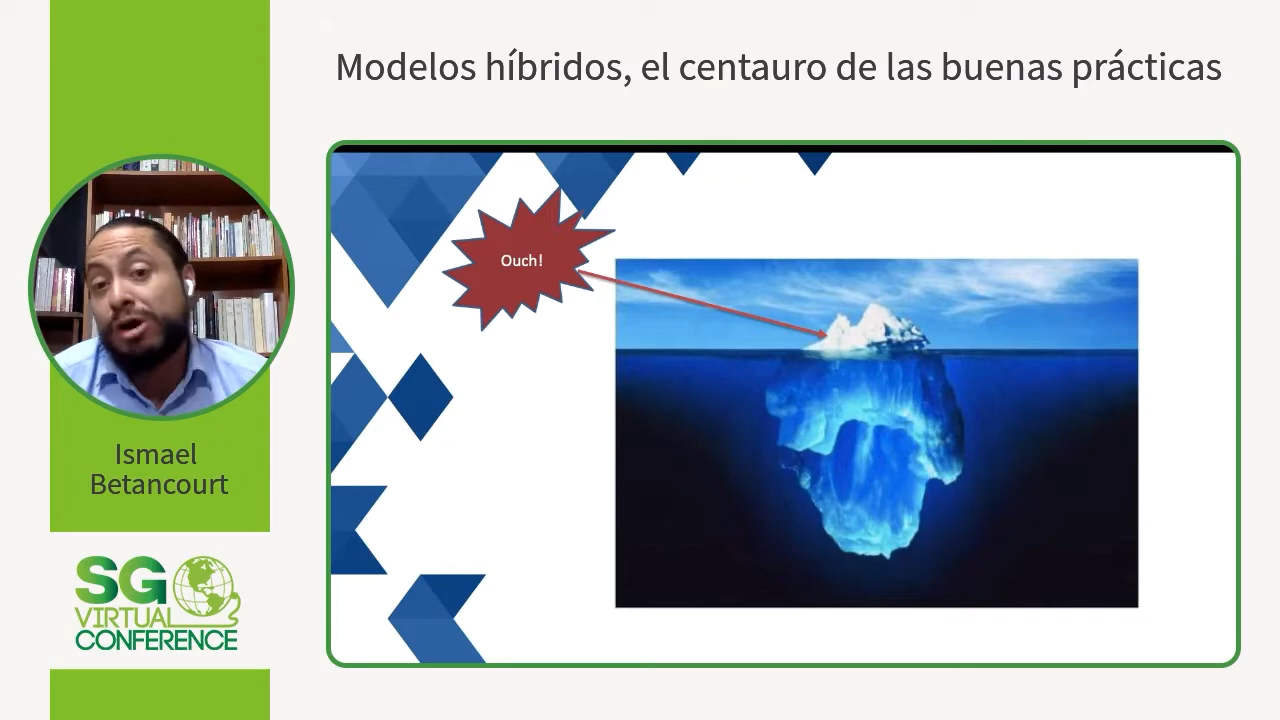 Modelos híbridos, el centauro de las buenas prácticas
Ouch!
Ismael
Betancourt
SG
VIRTUAL
CONFERENCE